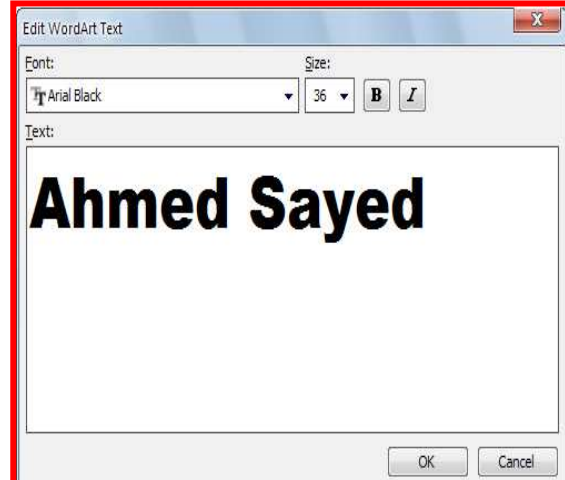 Edit WordArt Text
X
Font: Size:
Arial Black 36 B I
Text:
Ahmed Sayed
OK Cancel